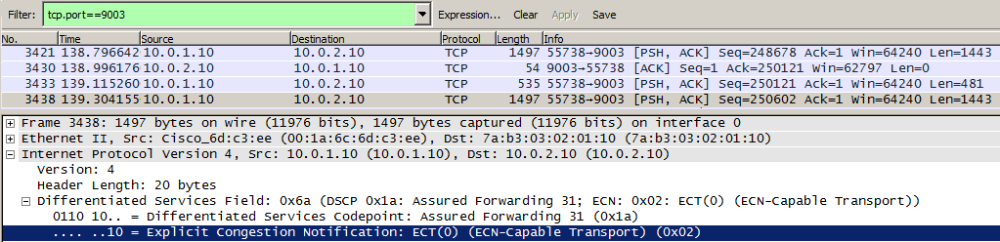 Filter: tcp.port==9003 Expression... Clear Apply Save
No. Time Source Destination Protocol Length Info
3421 138.796642 10.0.1.10 10.0.2.10 TCP 1497 55738→9003 [PSH, ACK] Seq=248678 Ack=1 Win=64240 Len=1443
3430 138.996176 10.0.2.10 10.0.1.10 TCP 54 9003→55738 [ACK] Seq=1 Ack=250121 Win=62797 Len=0
3433 139.115260 10.0.1.10 10.0.2.10 TCP 535 55738→9003 [PSH, ACK] Seq=250121 Ack=1 Win=64240 Len=481
3438 139.304155 10.0.1.10 10.0.2.10 TCP 1497 55738→9003 [PSH, ACK] Seq=250602 Ack=1 Win=64240 Len=1443
Frame 3438: 1497 bytes on wire (11976 bits), 1497 bytes captured (11976 bits) on interface 0
Ethernet II, Src: Cisco_6d:c3:ee (00:1a:6c:6d:c3:ee), Dst: 7a:b3:03:02:01:10 (7a:b3:03:02:01:10)
Internet Protocol Version 4, Src: 10.0.1.10 (10.0.1.10), Dst: 10.0.2.10 (10.0.2.10)
Version: 4
Header Length: 20 bytes
Differentiated Services Field: 0x6a (DSCP 0x1a: Assured Forwarding 31; ECN: 0x02: ECT(0) (ECN-Capable Transport))
0110 10.. = Differentiated Services Codepoint: Assured Forwarding 31 (0x1a)
.... ..10 = Explicit Congestion Notification: ECT(0) (ECN-Capable Transport) (0x02)